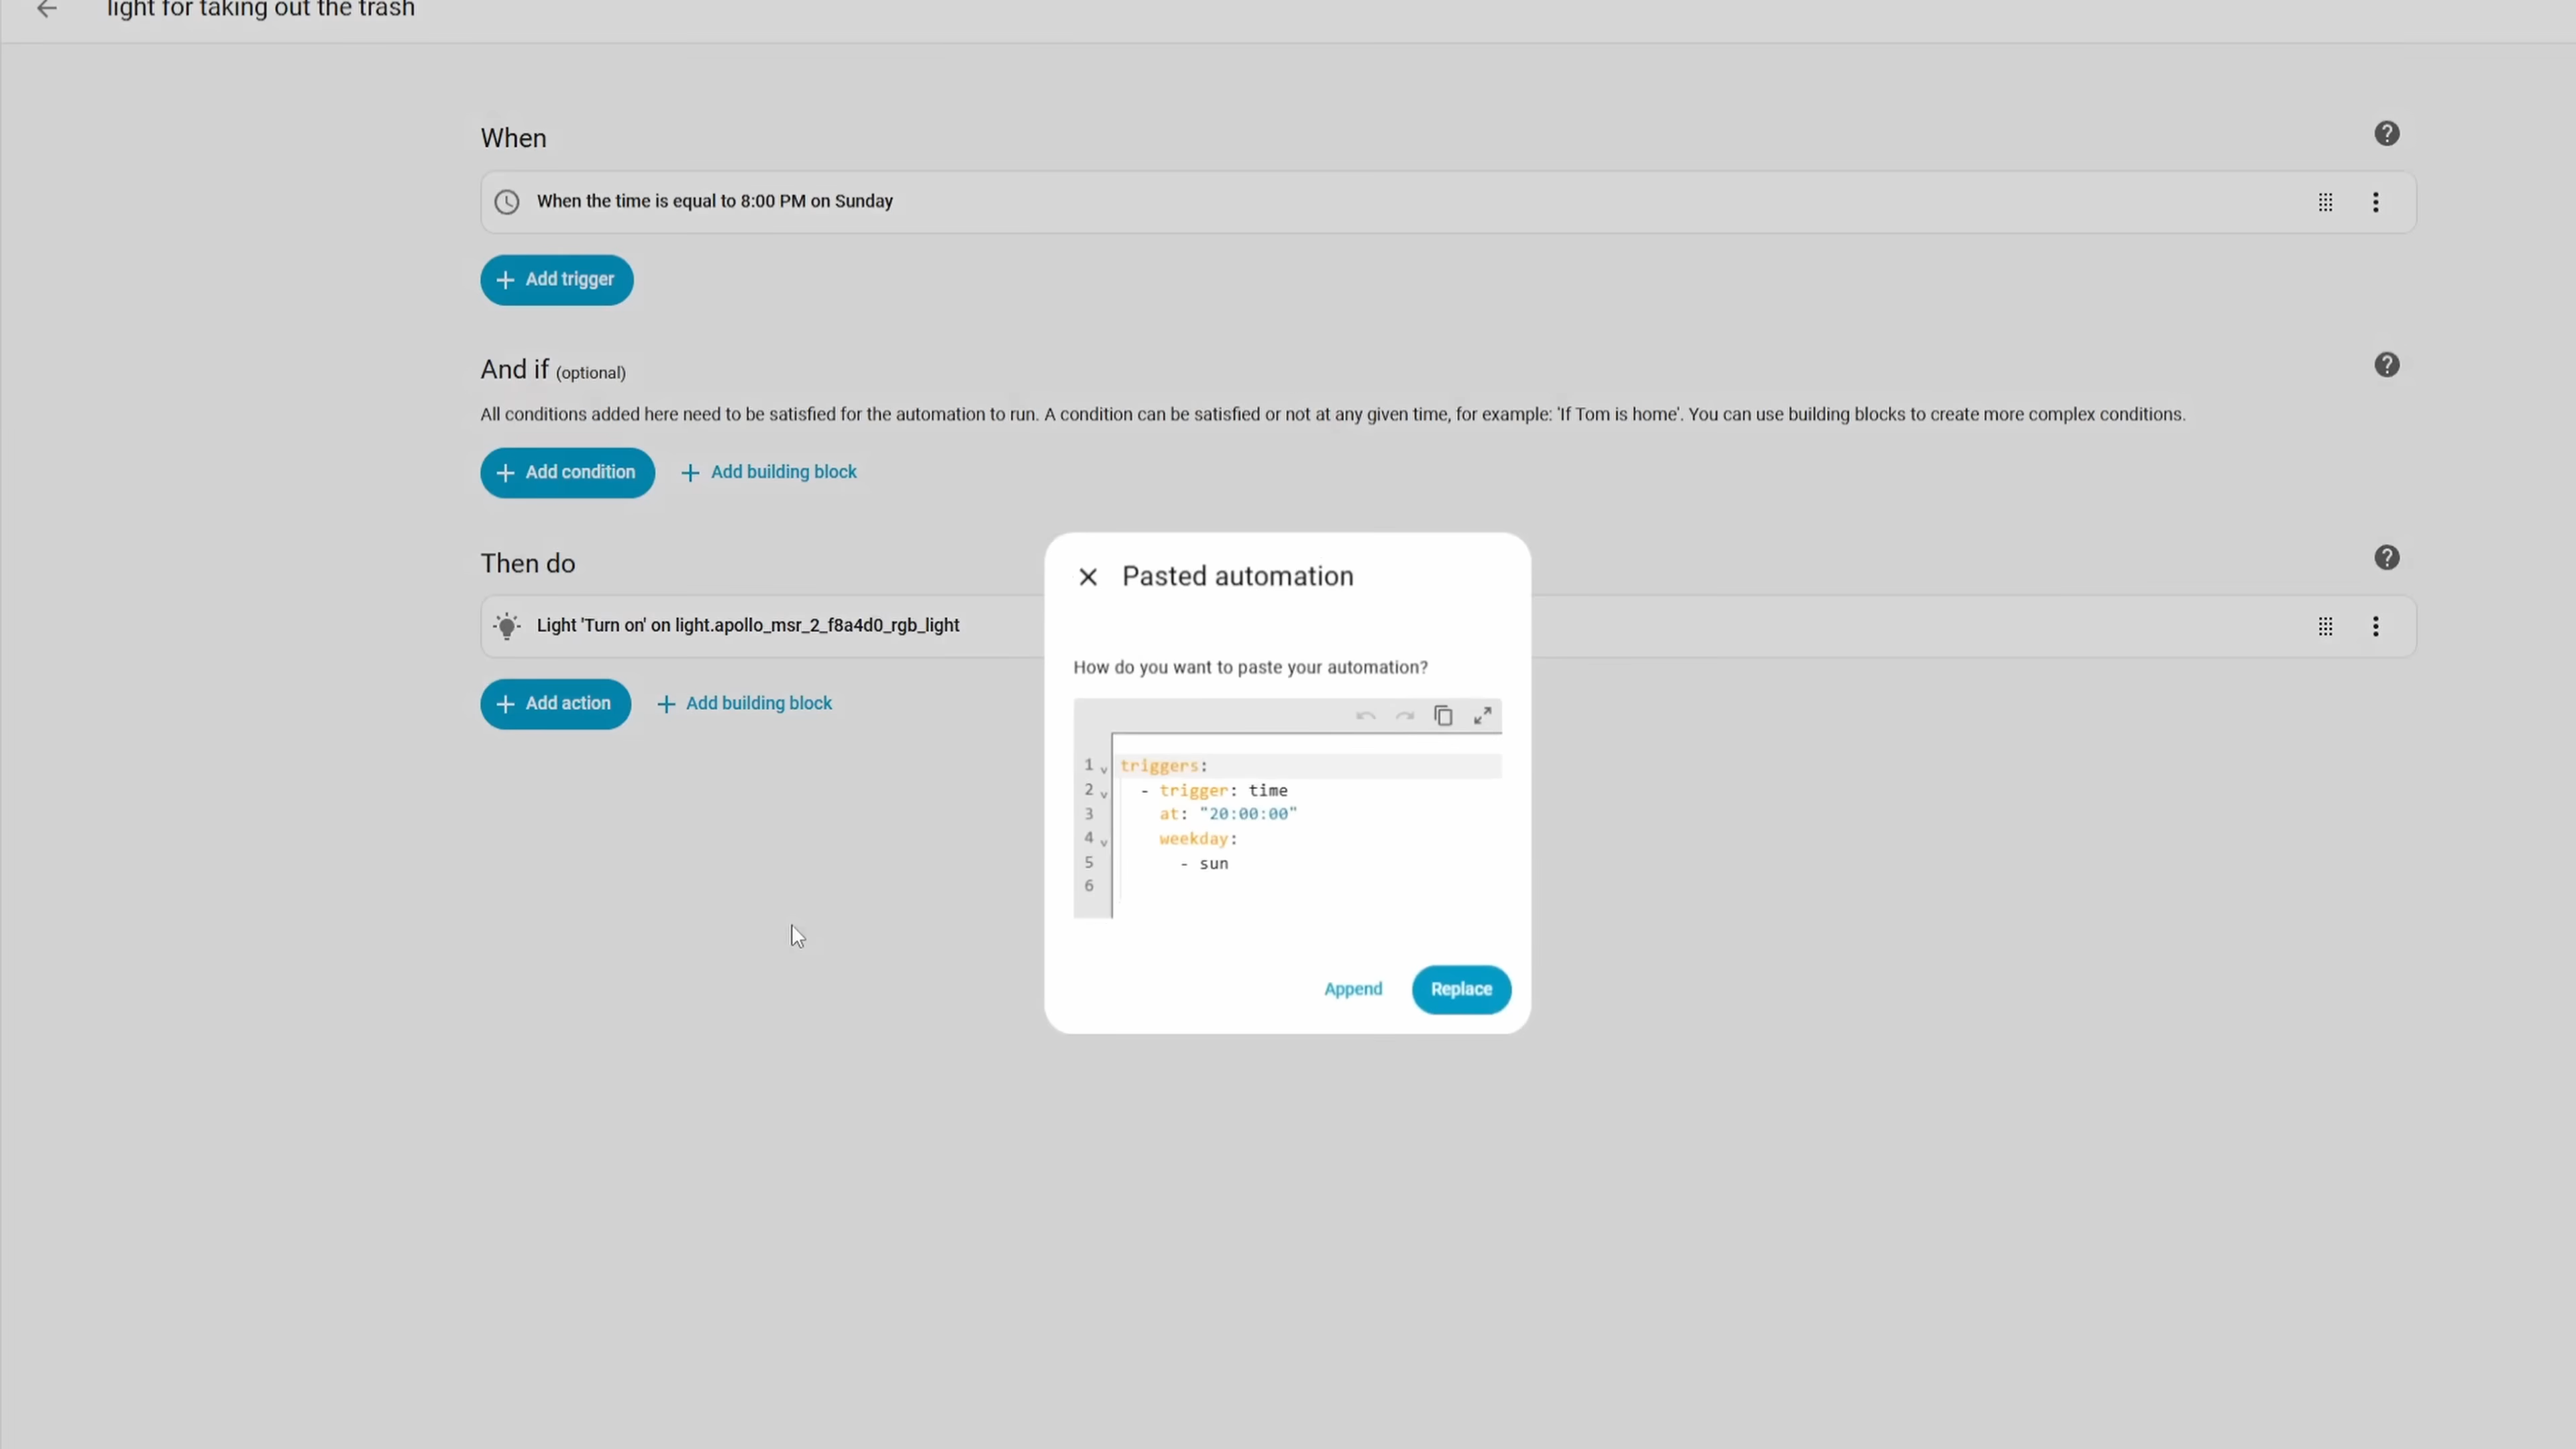 light for taking out the trash
When
When the time is equal to 8:00 PM on Sunday
Add trigger
And if (optional)
All conditions added here need to be satisfied for the automation to run. A condition can be satisfied or not at any given time, for example: 'If Tom is home'. You can use building blocks to create more complex conditions.
Add condition
Add building block
Then do
Light 'Turn on' on light.apollo_msr_2_f8a4d0_rgb_light
Add action
Add building block
Pasted automation
How do you want to paste your automation?
1 triggers:
2 - trigger: time
3 at: "20:00:00"
4 weekday:
5 - sun
6
Append
Replace